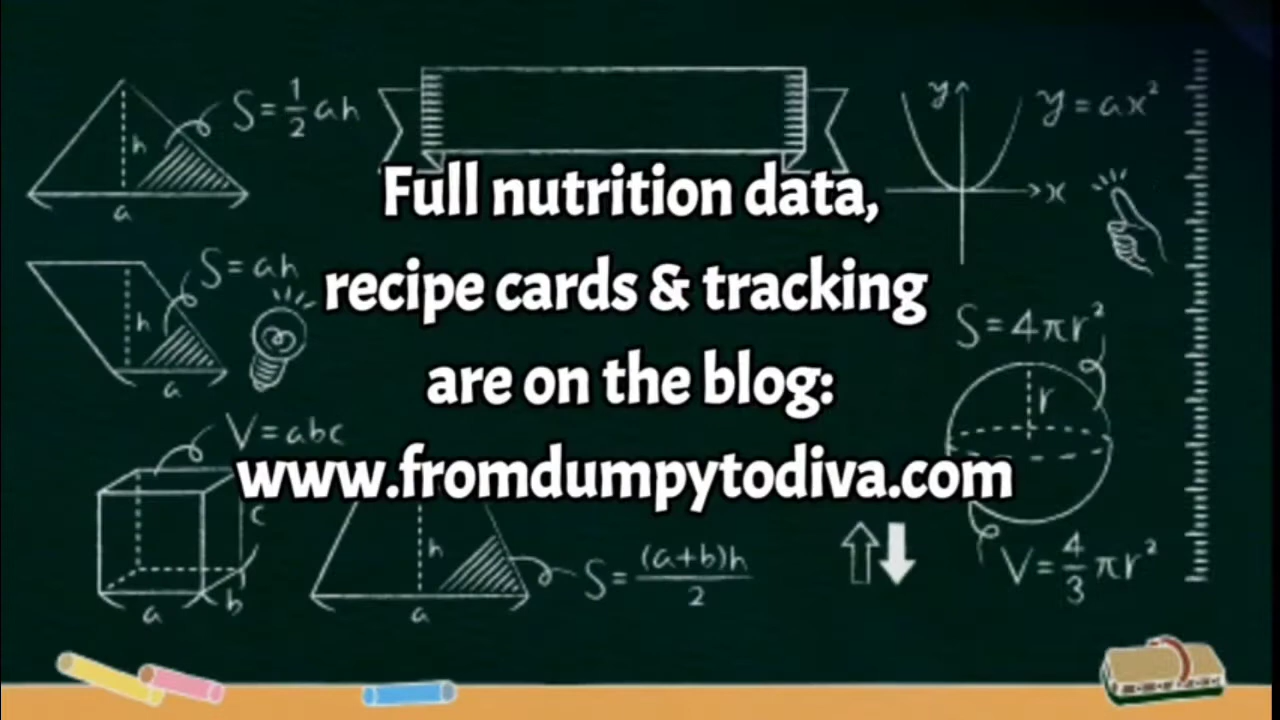 S=1/2 ah
h
a
y
y=ax²
x
Full nutrition data,
recipe cards & tracking
are on the blog:
www.fromdumpytodiva.com
S=ah
h
a
S=4πr²
r
V=abc
c
b
a
h
a
S=(a+b)h/2
V=4/3 πr²